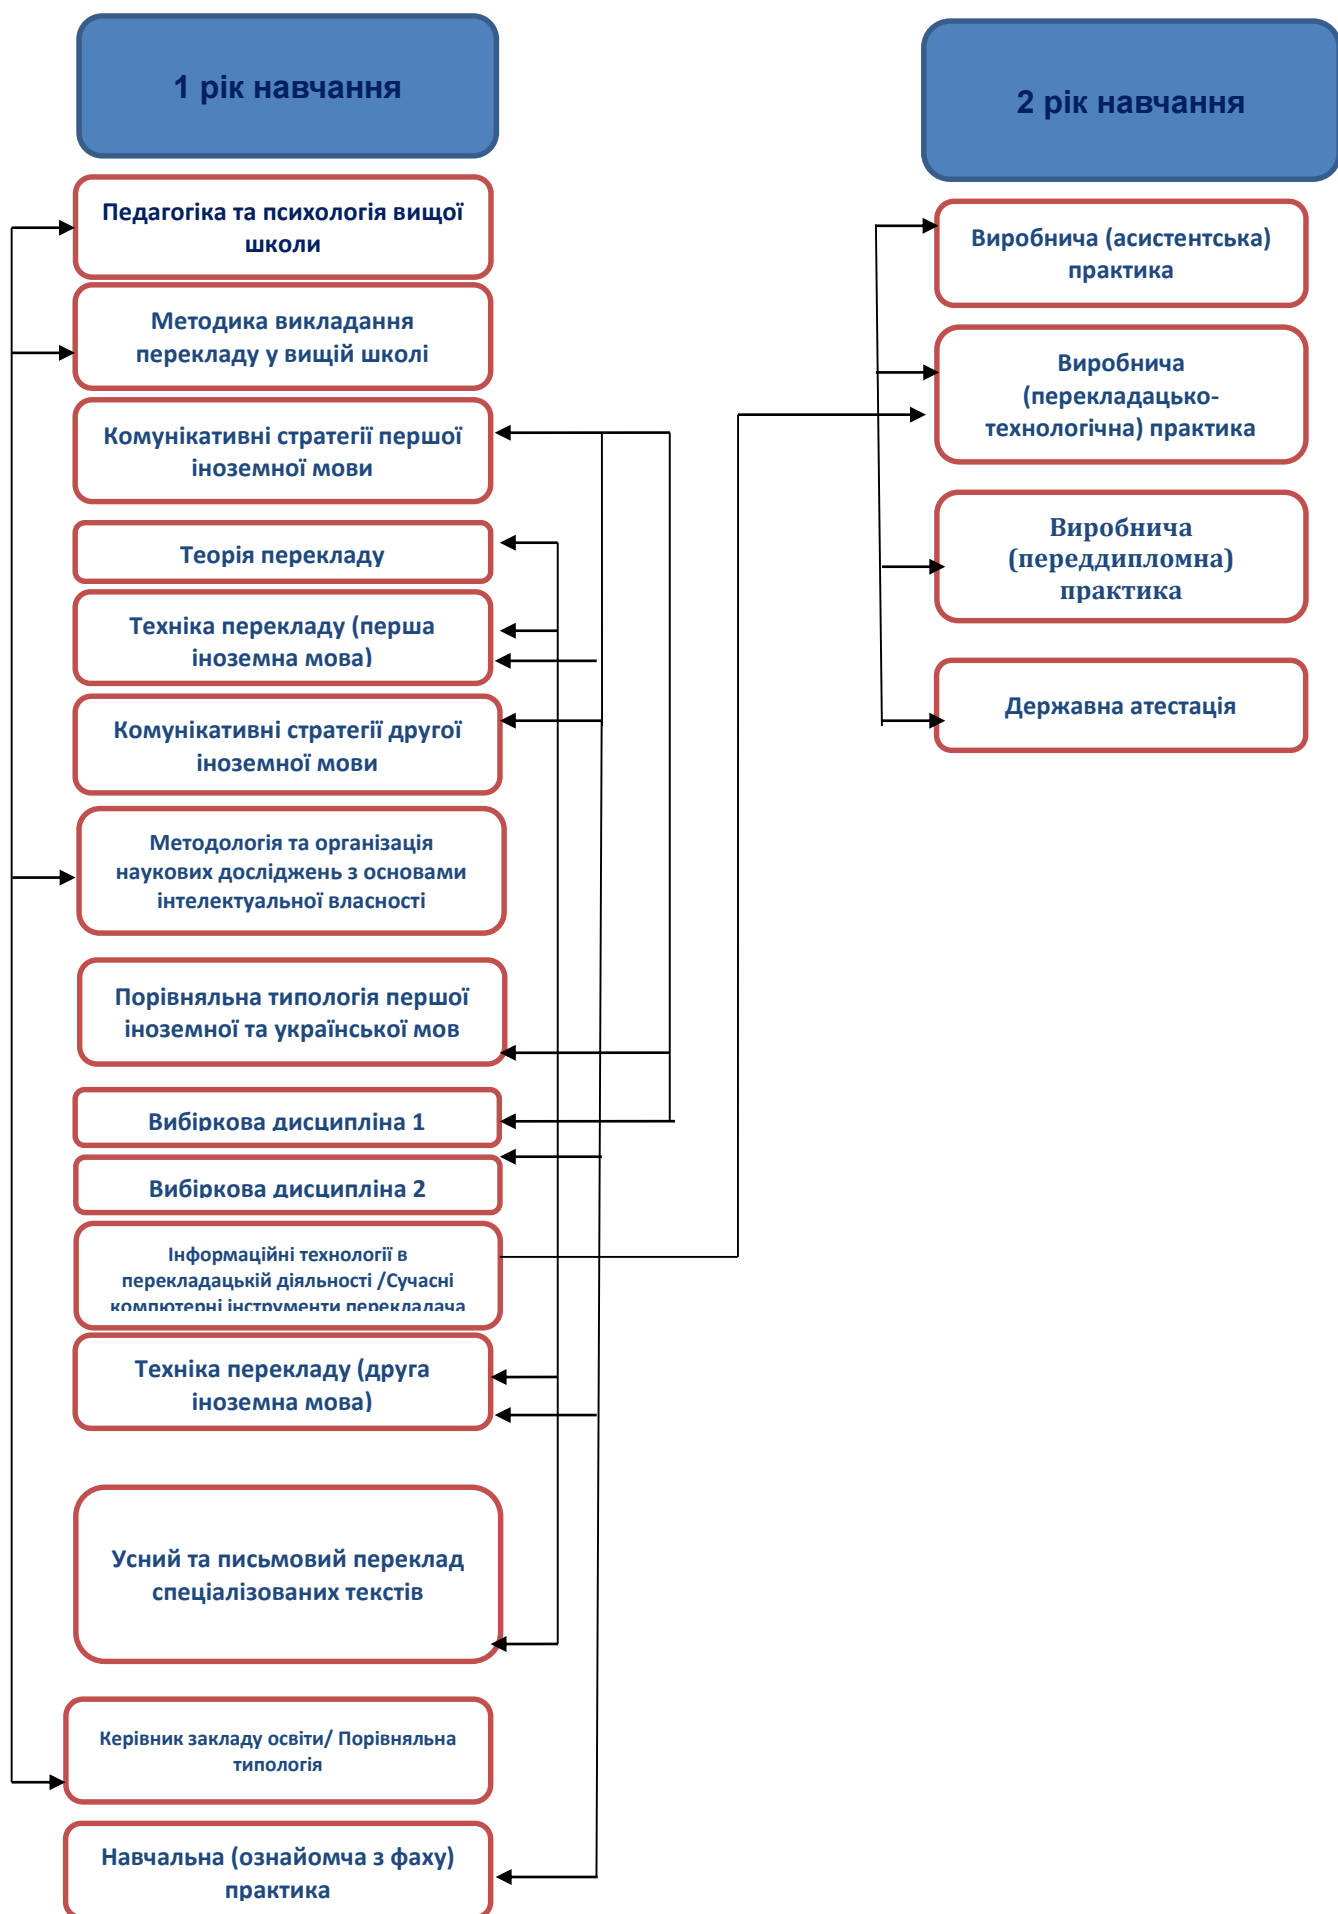 1 рік навчання
Педагогіка та психологія вищої
школи
Методика викладання
перекладу у вищій школі
Комунікативні стратегії першої
іноземної мови
Теорія перекладу
Техніка перекладу (перша
іноземна мова)
Комунікативні стратегії другої
іноземної мови
Методологія та організація
наукових досліджень з основами
інтелектуальної власності
Порівняльна типологія першої
іноземної та української мов
Вибіркова дисципліна 1
Вибіркова дисципліна 2
Інформаційні технології в
перекладацькій діяльності /Сучасні
компютерні інструменти перекладача
Техніка перекладу (друга
іноземна мова)
Усний та письмовий переклад
спеціалізованих текстів
Керівник закладу освіти/ Порівняльна
типологія
Навчальна (ознайомча з фаху)
практика
2 рік навчання
Виробнича (асистентська)
практика
Виробнича
(перекладацько-
технологічна) практика
Виробнича
(переддипломна)
практика
Державна атестація